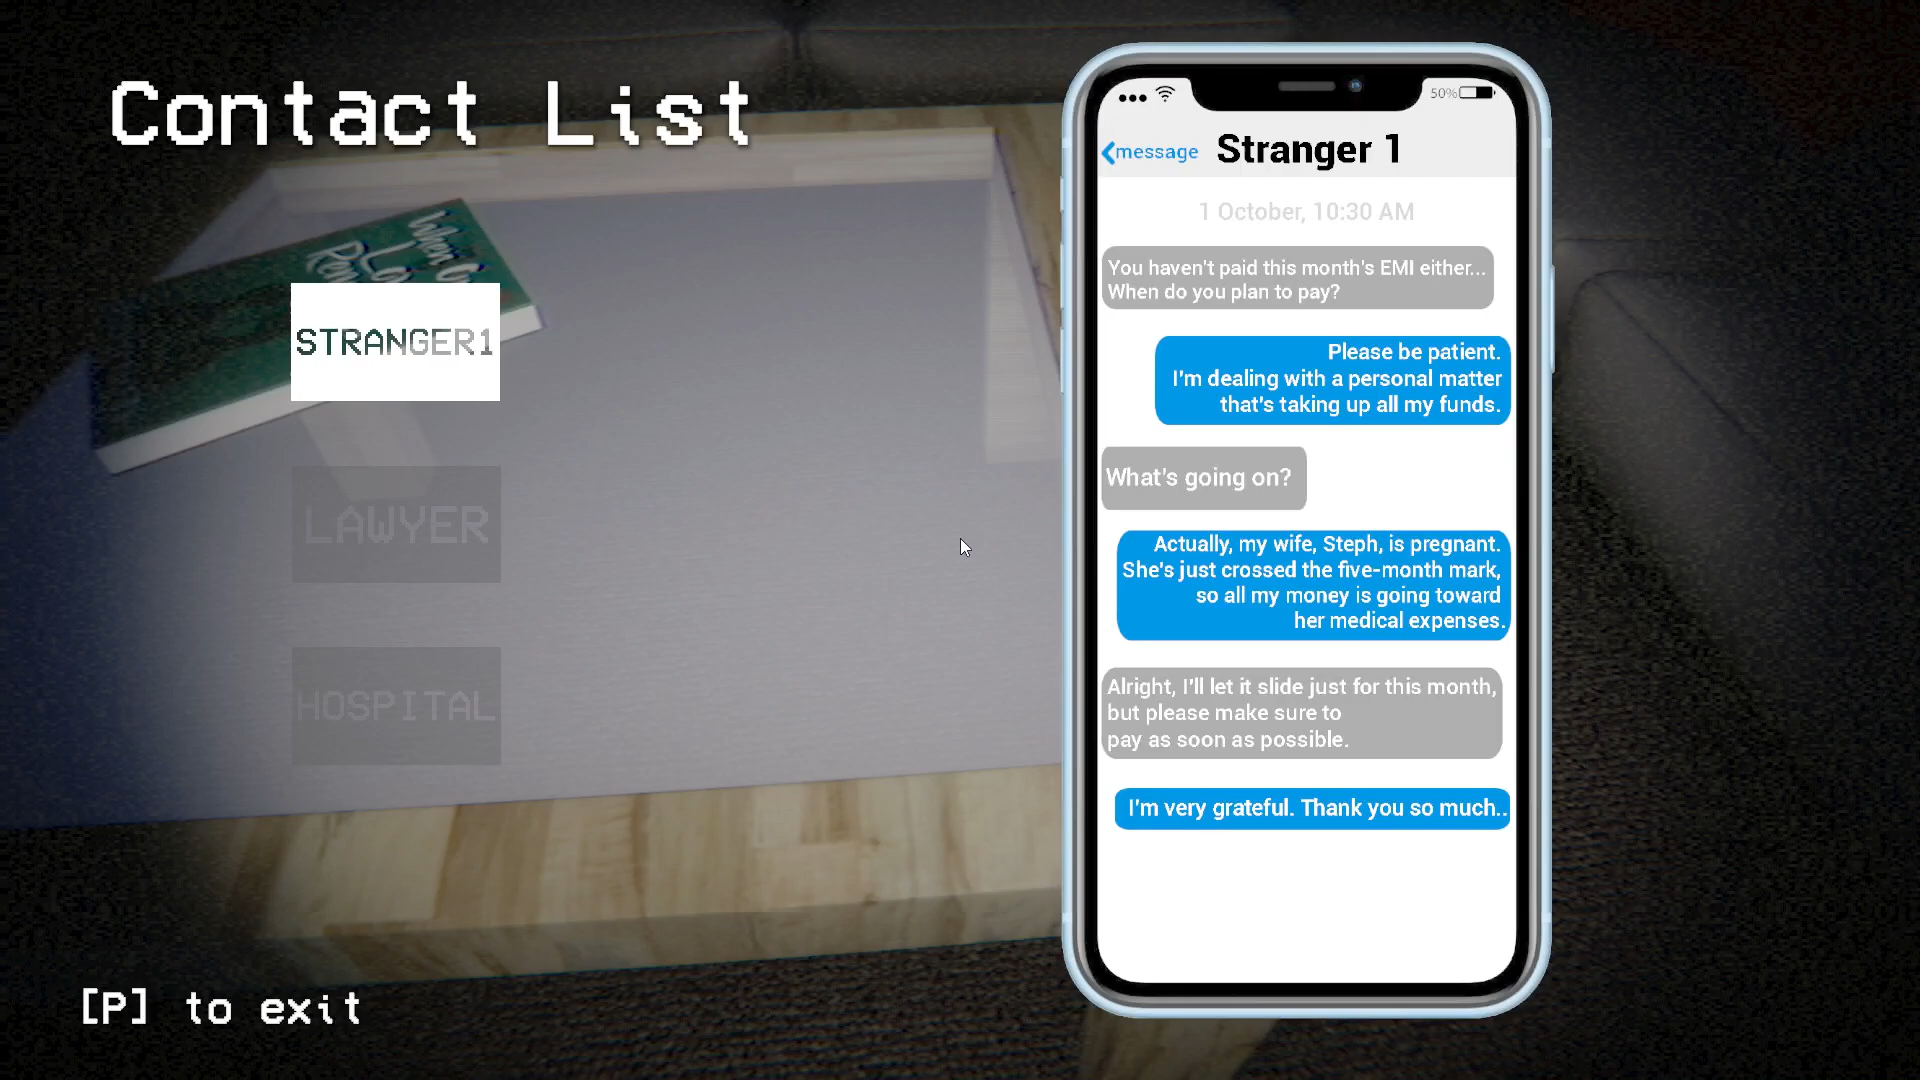 Contact List
STRANGER1
LAWYER
HOSPITAL
[P] to exit
50%
message
Stranger 1
1 October, 10:30 AM
You haven't paid this month's EMI either...
When do you plan to pay?
Please be patient.
I'm dealing with a personal matter
that's taking up all my funds.
What's going on?
Actually, my wife, Steph, is pregnant.
She's just crossed the five-month mark,
so all my money is going toward
her medical expenses.
Alright, I'll let it slide just for this month,
but please make sure to
pay as soon as possible.
I'm very grateful. Thank you so much..
When